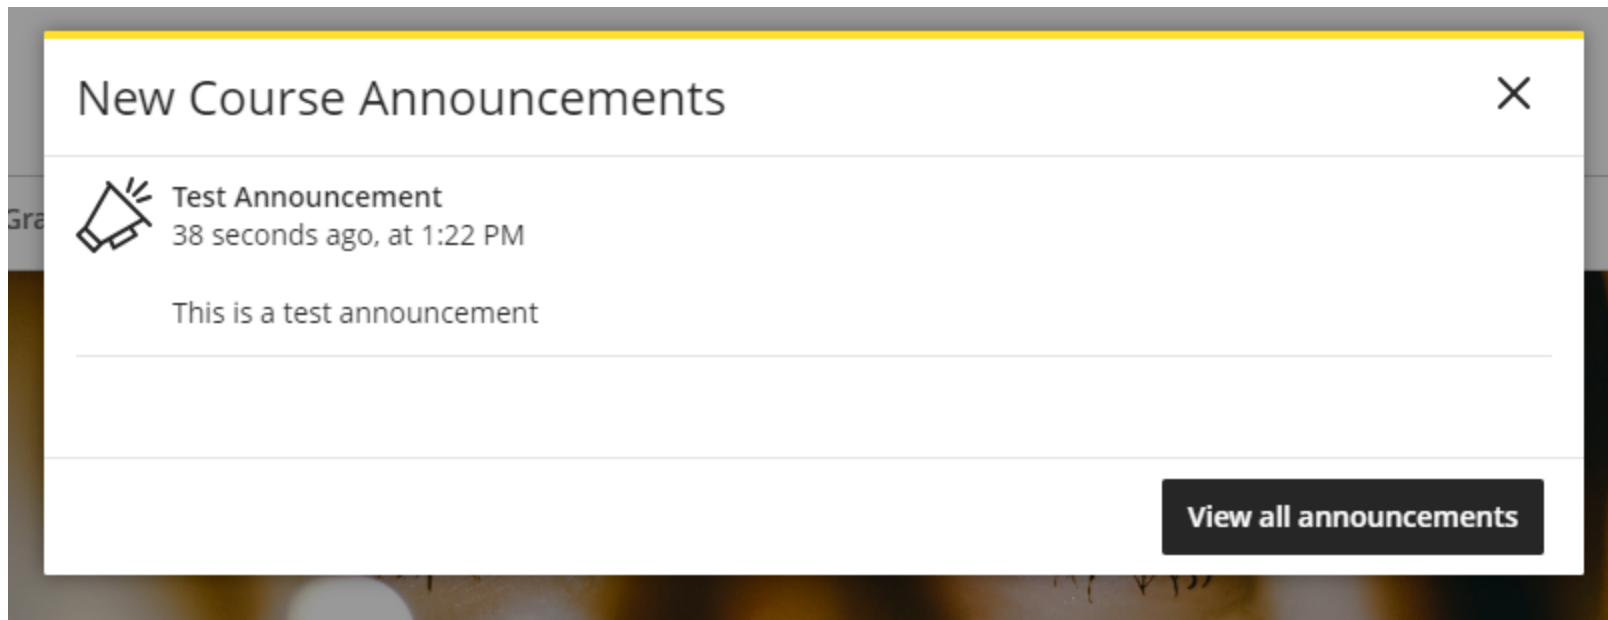 New Course Announcements
Test Announcement
38 seconds ago, at 1:22 PM
This is a test announcement
View all announcements